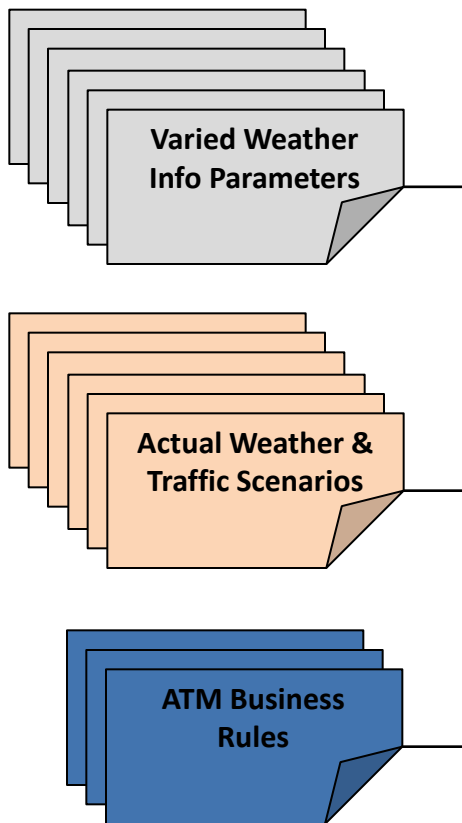 Varied Weather
Info Parameters
Actual Weather &
Traffic Scenarios
ATM Business
Rules